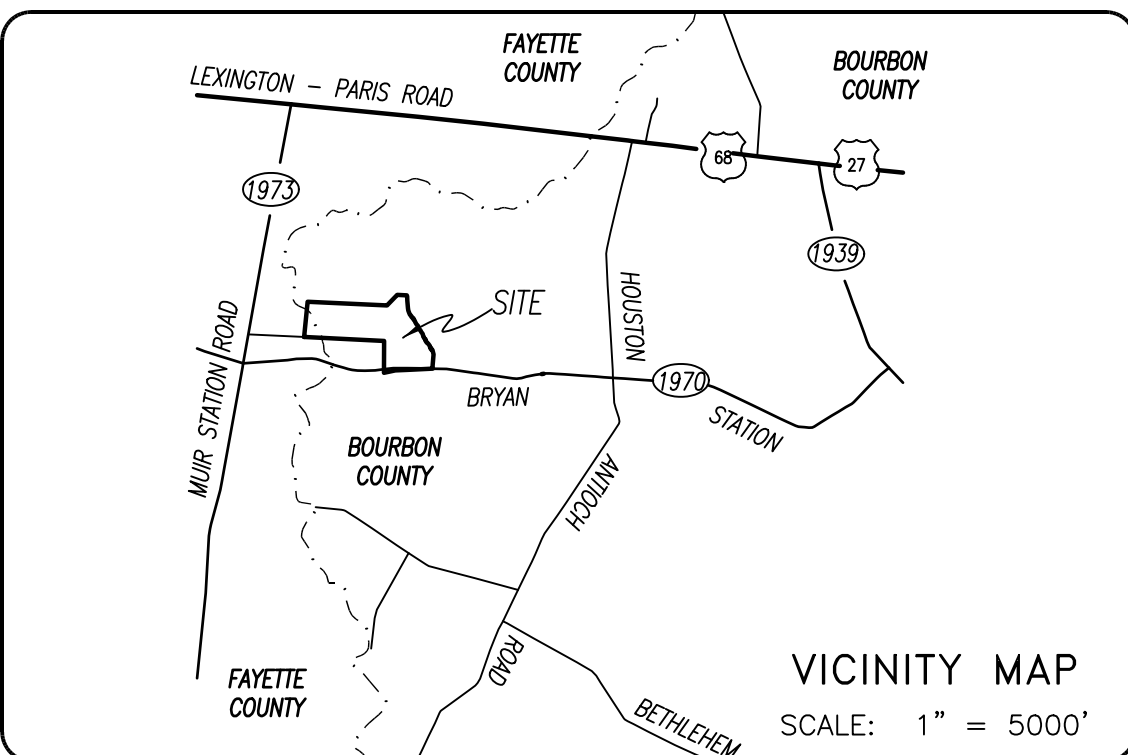 FAYETTE
COUNTY
BOURBON
COUNTY
LEXINGTON - PARIS ROAD
68
27
1973
1939
SITE
HOUSTON
MUIR STATION ROAD
1970
BRYAN
STATION
BOURBON
COUNTY
ANTIOCH
ROAD
FAYETTE
COUNTY
BETHLEHEM
VICINITY MAP
SCALE: 1" = 5000'